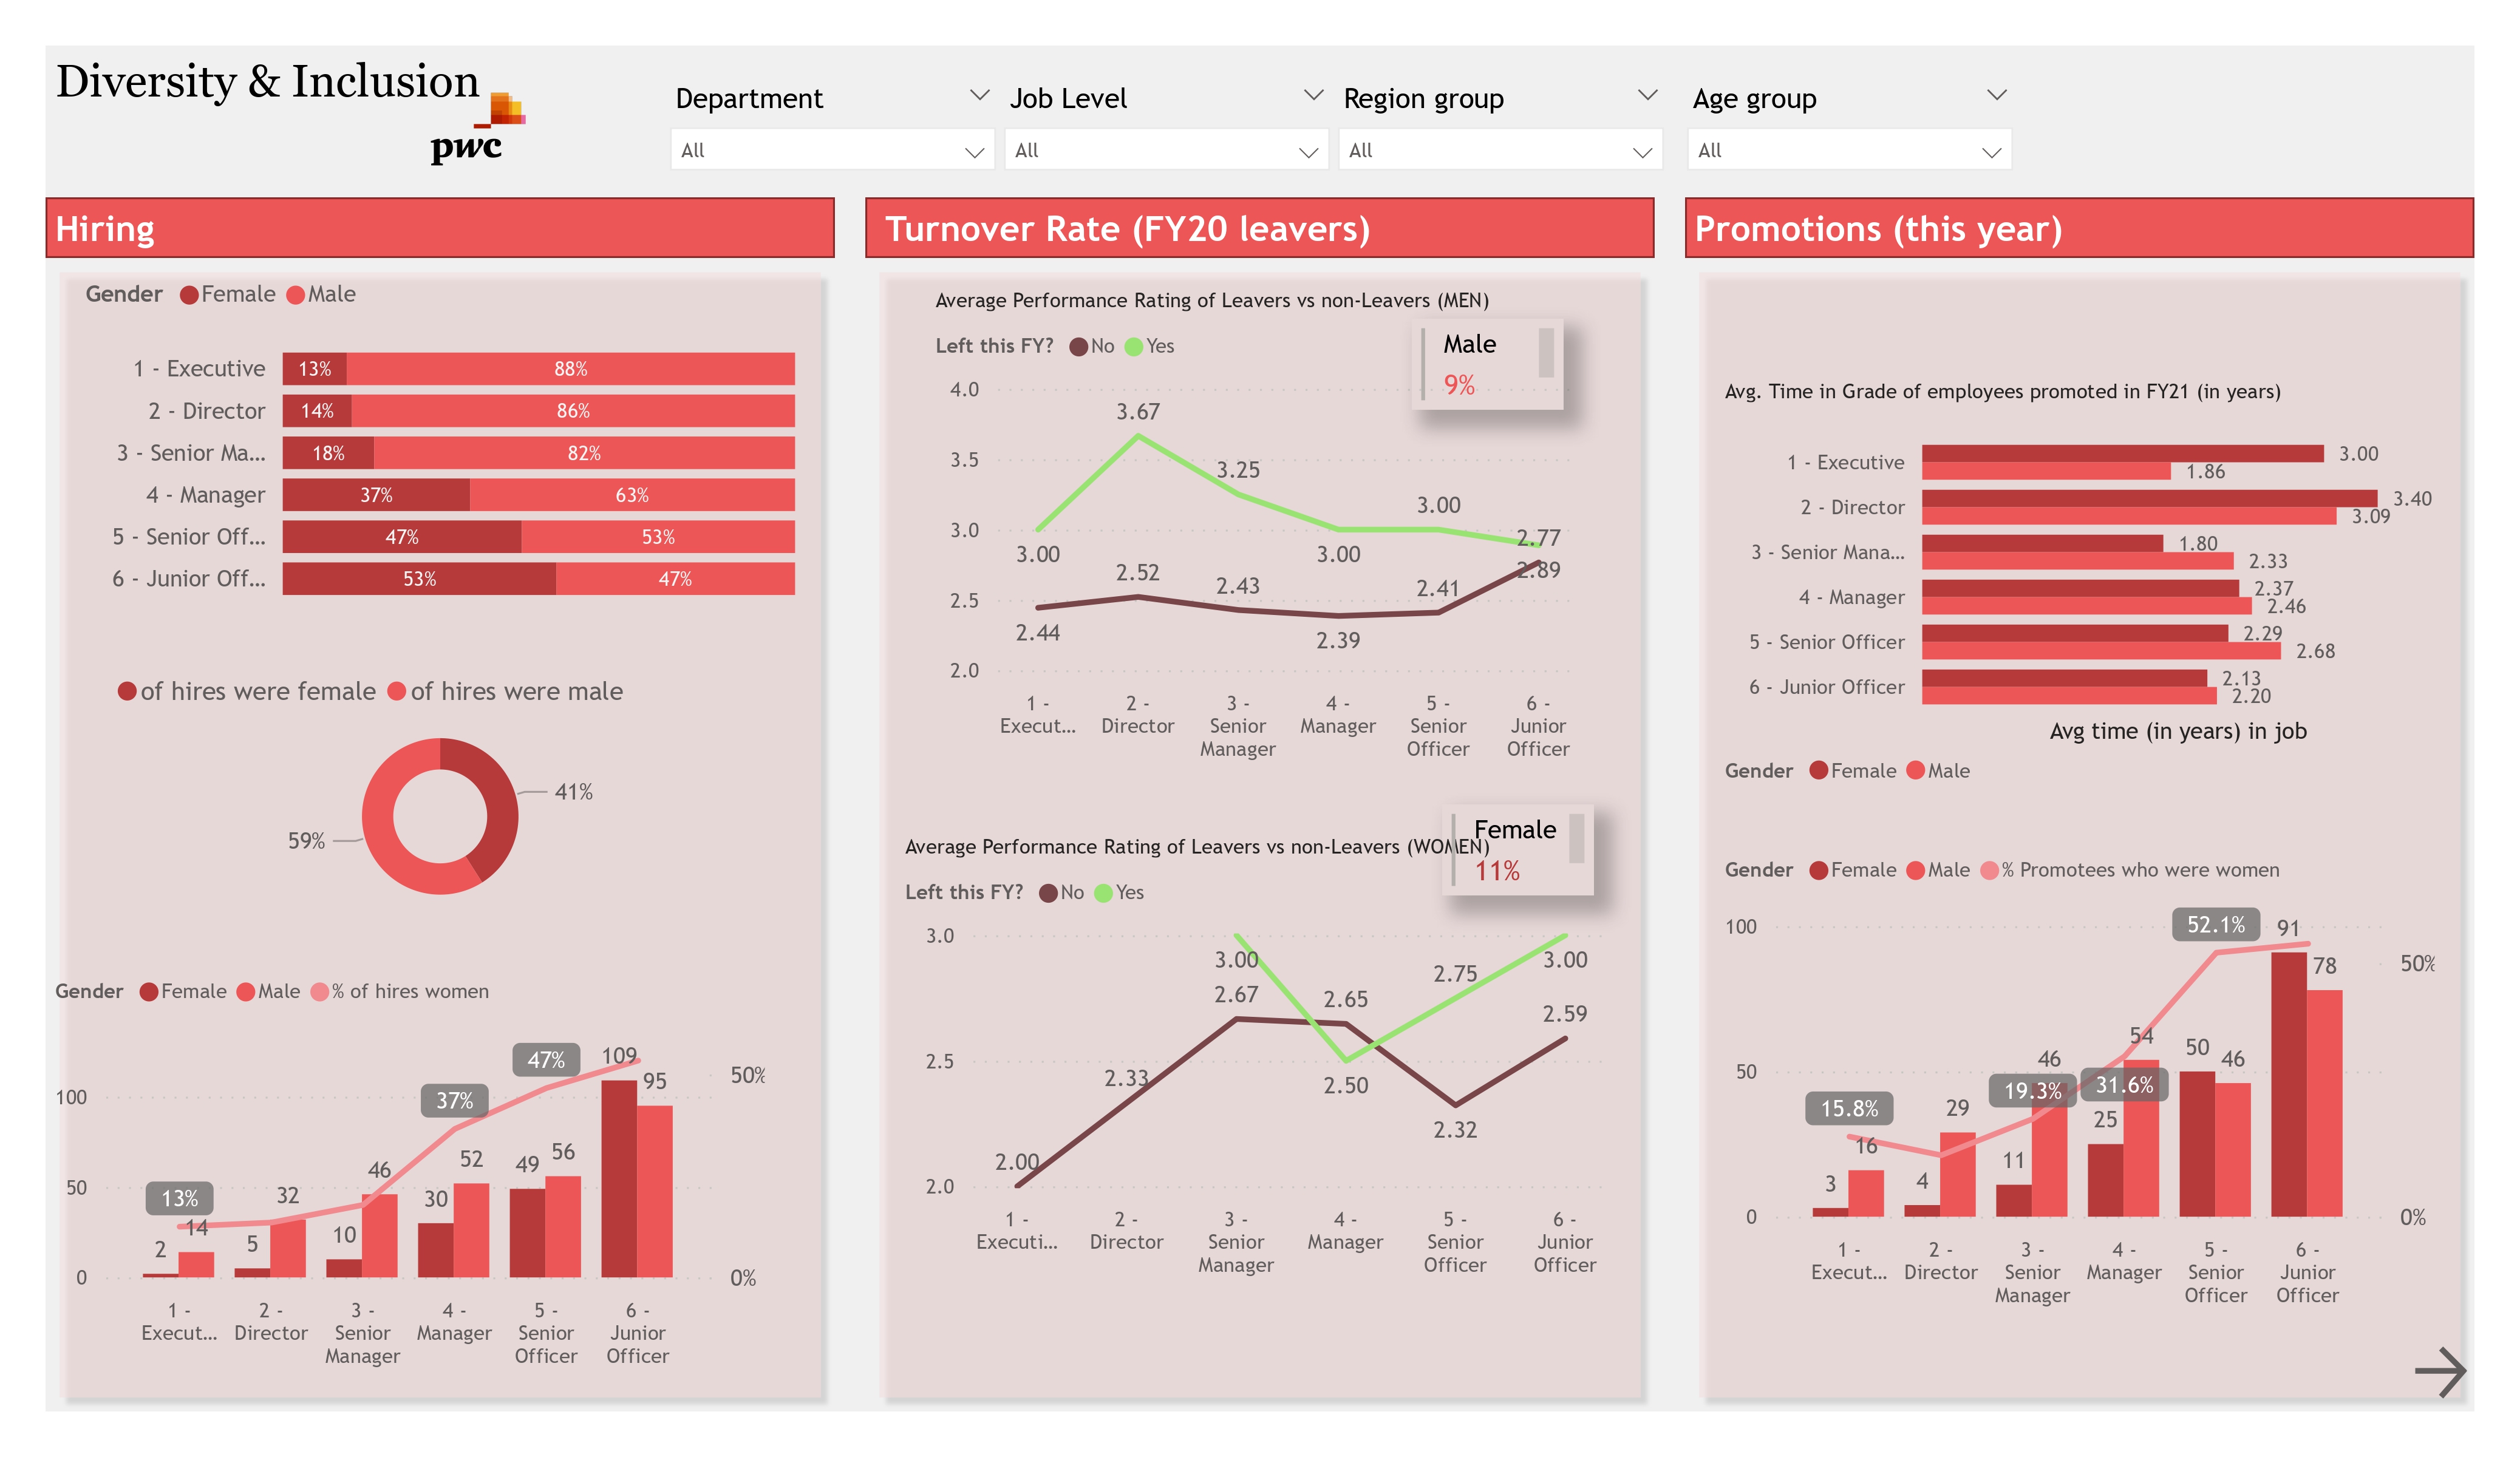 Diversity & Inclusion
pwc
Department
All
Job Level
All
Region group
All
Age group
All
Hiring
Gender Female Male
1 - Executive 13% 88%
2 - Director 14% 86%
3 - Senior Ma... 18% 82%
4 - Manager 37% 63%
5 - Senior Off... 47% 53%
6 - Junior Off... 53% 47%
of hires were female of hires were male
41%
59%
Gender Female Male % of hires women
100
50
0
50%
0%
13%
37%
47%
2
14
5
32
10
46
30
52
49
56
109
95
1 -
Execut...
2 -
Director
3 -
Senior
Manager
4 -
Manager
5 -
Senior
Officer
6 -
Junior
Officer
Turnover Rate (FY20 leavers)
Average Performance Rating of Leavers vs non-Leavers (MEN)
Left this FY? No Yes
Male
9%
4.0
3.5
3.0
2.5
2.0
3.00
3.67
3.25
3.00
3.00
2.77
2.89
2.44
2.52
2.43
2.39
2.41
1 -
Execut...
2 -
Director
3 -
Senior
Manager
4 -
Manager
5 -
Senior
Officer
6 -
Junior
Officer
Average Performance Rating of Leavers vs non-Leavers (WOMEN)
Female
11%
Left this FY? No Yes
3.0
2.5
2.0
2.00
2.33
3.00
2.67
2.65
2.50
2.75
2.32
3.00
2.59
1 -
Executi...
2 -
Director
3 -
Senior
Manager
4 -
Manager
5 -
Senior
Officer
6 -
Junior
Officer
Promotions (this year)
Avg. Time in Grade of employees promoted in FY21 (in years)
1 - Executive 3.00
1.86
2 - Director 3.40
3.09
3 - Senior Mana... 1.80
2.33
4 - Manager 2.37
2.46
5 - Senior Officer 2.29
2.68
6 - Junior Officer 2.13
2.20
Avg time (in years) in job
Gender Female Male
Gender Female Male % Promotees who were women
100
50
0
50%
0%
15.8%
19.3%
31.6%
52.1%
3
16
4
29
11
46
25
54
50
46
91
78
1 -
Execut...
2 -
Director
3 -
Senior
Manager
4 -
Manager
5 -
Senior
Officer
6 -
Junior
Officer